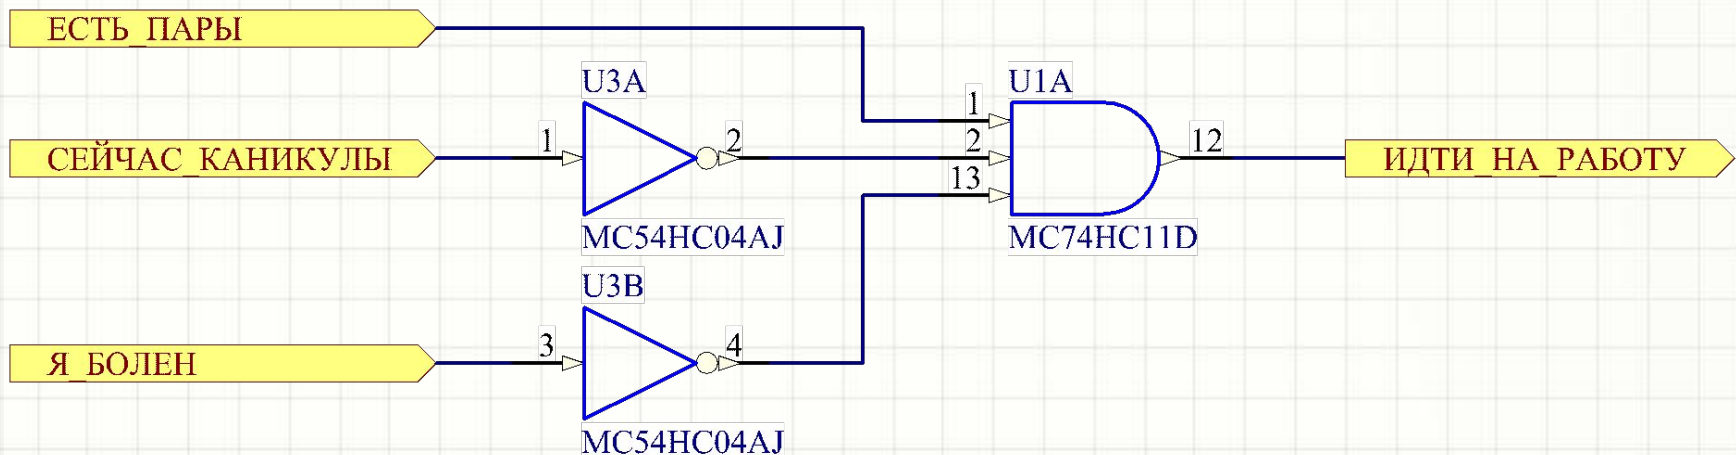 ЕСТЬ_ПАРЫ
U3A
U1A
1
СЕЙЧАС_КАНИКУЛЫ
1
2
2
12
ИДТИ_НА_РАБОТУ
13
MC54HC04AJ
MC74HC11D
U3B
Я_БОЛЕН
3
4
MC54HC04AJ